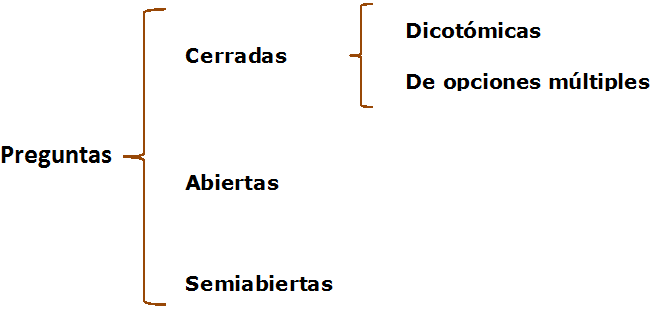 Preguntas
Cerradas
Dicotómicas
De opciones múltiples
Abiertas
Semiabiertas